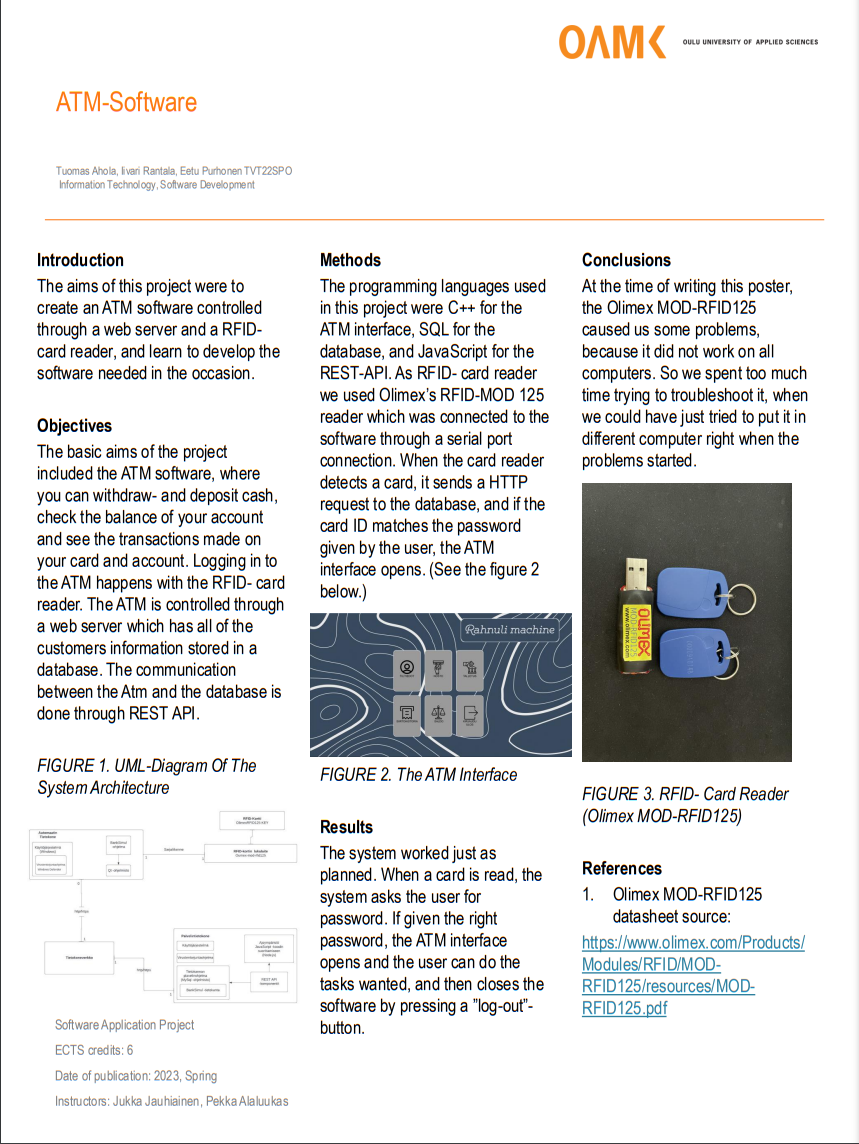 OAMK
OULU UNIVERSITY OF APPLIED SCIENCES
ATM-Software
Tuomas Ahola, Iivari Rantala, Eetu Purhonen TVT22SPO
Information Technology, Software Development
Introduction
The aims of this project were to
create an ATM software controlled
through a web server and a RFID-
card reader, and learn to develop the
software needed in the occasion.
Objectives
The basic aims of the project
included the ATM software, where
you can withdraw- and deposit cash,
check the balance of your account
and see the transactions made on
your card and account. Logging in to
the ATM happens with the RFID- card
reader. The ATM is controlled through
a web server which has all of the
customers information stored in a
database. The communication
between the Atm and the database is
done through REST API.
FIGURE 1. UML-Diagram Of The
System Architecture
Software Application Project
ECTS credits: 6
Date of publication: 2023, Spring
Instructors: Jukka Jauhiainen, Pekka Alaluukas
Methods
The programming languages used
in this project were C++ for the
ATM interface, SQL for the
database, and JavaScript for the
REST-API. As RFID- card reader
we used Olimex's RFID-MOD 125
reader which was connected to the
software through a serial port
connection. When the card reader
detects a card, it sends a HTTP
request to the database, and if the
card ID matches the password
given by the user, the ATM
interface opens. (See the figure 2
below.)
Rahnuli machine
FIGURE 2. The ATM Interface
Results
The system worked just as
planned. When a card is read, the
system asks the user for
password. If given the right
password, the ATM interface
opens and the user can do the
tasks wanted, and then closes the
software by pressing a ”log-out”-
button.
Conclusions
At the time of writing this poster,
the Olimex MOD-RFID125
caused us some problems,
because it did not work on all
computers. So we spent too much
time trying to troubleshoot it, when
we could have just tried to put it in
different computer right when the
problems started.
OLIMEX
MOD-RFID125
www.olimex.com
FIGURE 3. RFID- Card Reader
(Olimex MOD-RFID125)
References
1. Olimex MOD-RFID125
datasheet source:
https://www.olimex.com/Products/
Modules/RFID/MOD-
RFID125/resources/MOD-
RFID125.pdf